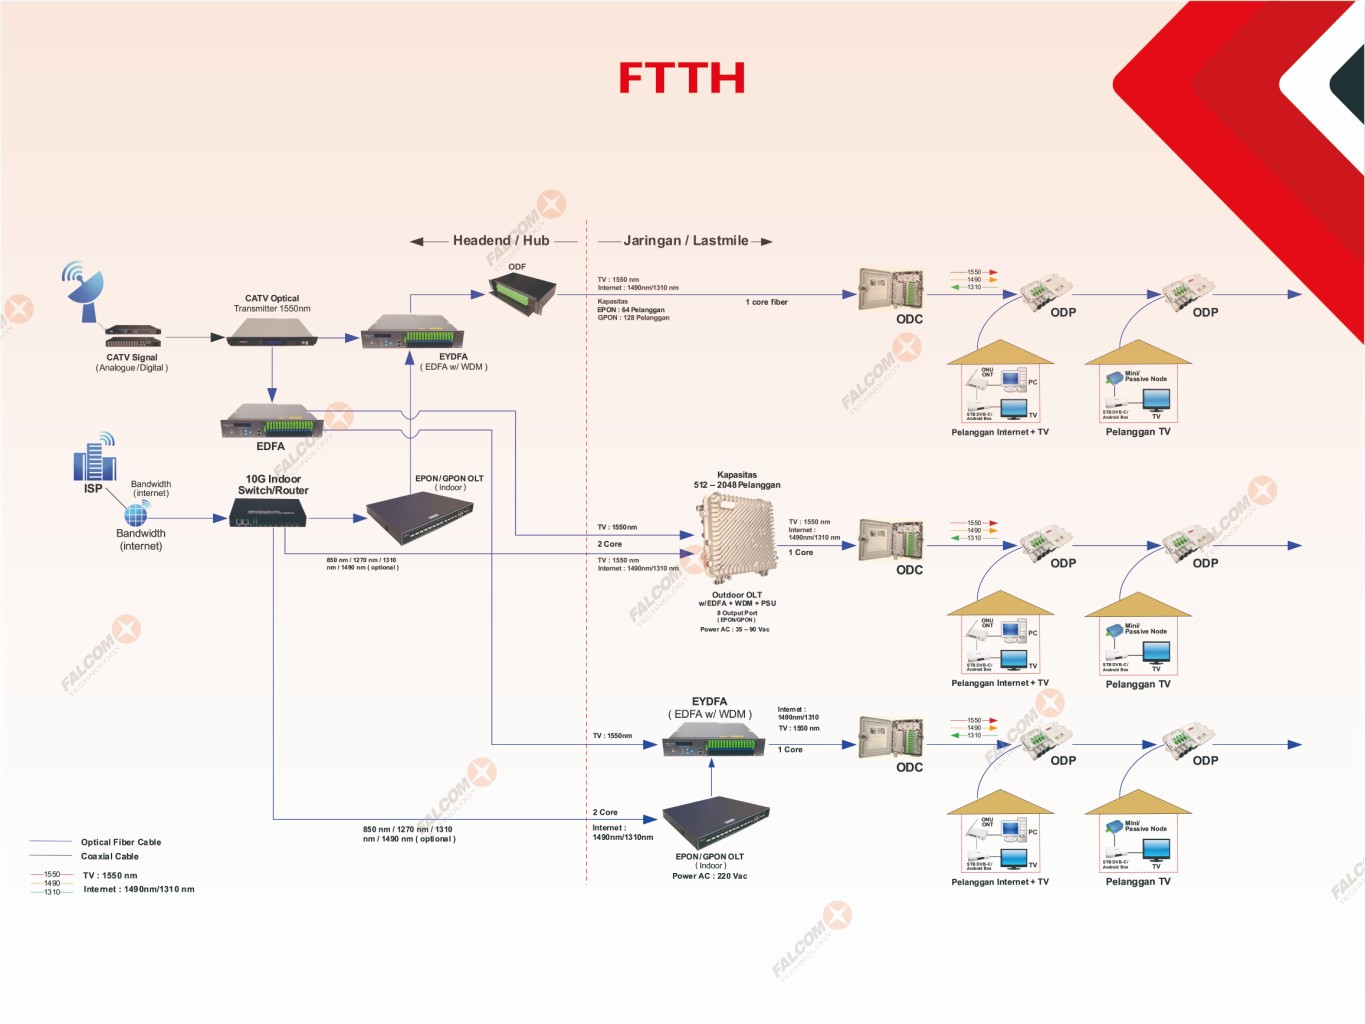 FTTH
Headend / Hub
Jaringan / Lastmile
ODF
TV : 1550 nm
Internet : 1490nm/1310 nm
Kapasitas
EPON : 64 Pelanggan
GPON : 128 Pelanggan
1 core fiber
ODC
1550
1490
1310
ODP
ODP
CATV Signal
( Analogue / Digital )
CATV Optical
Transmitter 1550nm
EYDFA
( EDFA w/ WDM )
ONU
ONT
PC
STB DVB-C/
Android Box
TV
Pelanggan Internet + TV
Mini/
Passive Node
STB DVB-C/
Android Box
TV
Pelanggan TV
EDFA
ISP
Bandwidth
(internet)
Bandwidth
(internet)
10G Indoor
Switch/Router
EPON/ GPON OLT
( Indoor )
850 nm / 1270 nm / 1310
nm / 1490 nm ( optional )
TV : 1550nm
2 Core
TV : 1550 nm
Internet : 1490nm/1310 nm
Kapasitas
512 – 2048 Pelanggan
Outdoor OLT
w/EDFA + WDM + PSU
8 Output Port
( EPON/GPON )
Power AC : 35 – 90 Vac
TV : 1550 nm
Internet :
1490nm/1310 nm
1 Core
ODC
1550
1490
1310
ODP
ODP
ONU
ONT
PC
STB DVB-C/
Android Box
TV
Pelanggan Internet + TV
Mini/
Passive Node
STB DVB-C/
Android Box
TV
Pelanggan TV
EYDFA
( EDFA w/ WDM )
TV : 1550nm
Internet :
1490nm/1310
TV : 1550 nm
1 Core
ODC
1550
1490
1310
ODP
ODP
ONU
ONT
PC
STB DVB-C/
Android Box
TV
Pelanggan Internet + TV
Mini/
Passive Node
STB DVB-C/
Android Box
TV
Pelanggan TV
850 nm / 1270 nm / 1310
nm / 1490 nm ( optional )
2 Core
Internet :
1490nm/1310nm
EPON/ GPON OLT
( Indoor )
Power AC : 220 Vac
Optical Fiber Cable
Coaxial Cable
1550 TV : 1550 nm
1490
1310 Internet : 1490nm/1310 nm
FALCOM
TECHNOLOGY
FALCOM
TECHNOLOGY
FALCOM
TECHNOLOGY
FALCOM
TECHNOLOGY
FALCOM
TECHNOLOGY
FALCOM
TECHNOLOGY
FALCOM
TECHNOLOGY